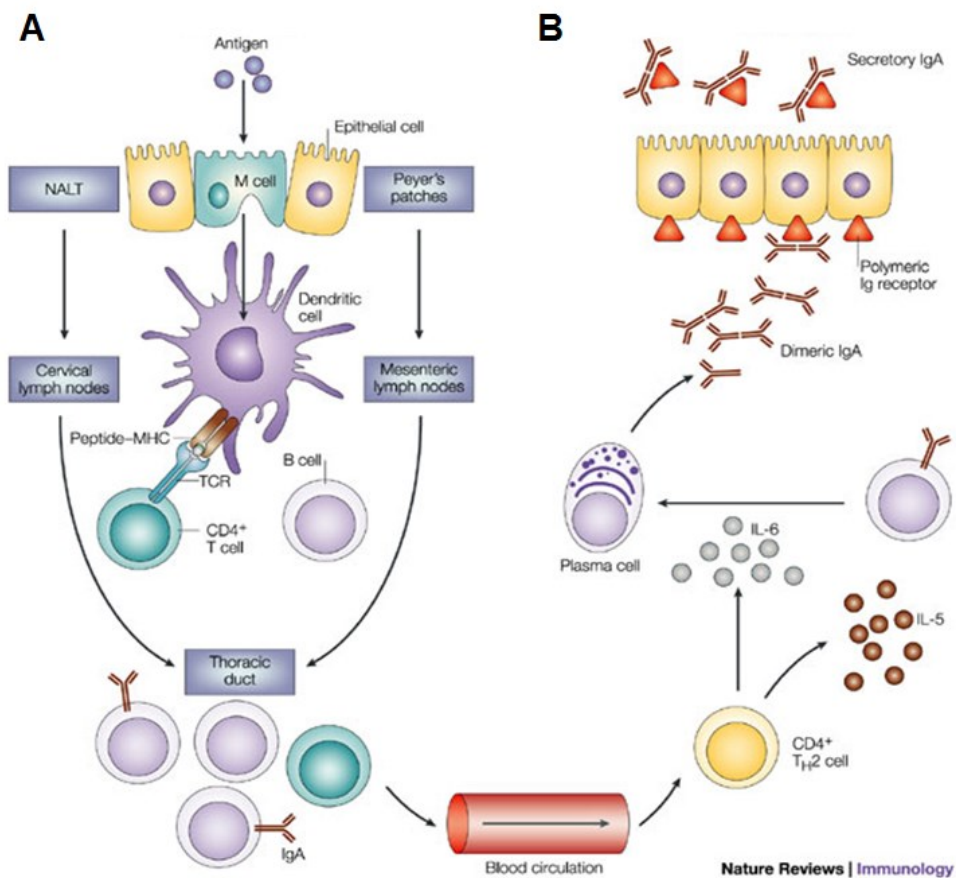 A
B
Antigen
Epithelial cell
NALT
M cell
Peyer's
patches
Dendritic
cell
Cervical
lymph nodes
Mesenteric
lymph nodes
Peptide–MHC
TCR
B cell
CD4+
T cell
Thoracic
duct
IgA
Blood circulation
Secretory IgA
Polymeric
Ig receptor
Dimeric IgA
Plasma cell
IL-6
IL-5
CD4+
TH2 cell
Nature Reviews | Immunology